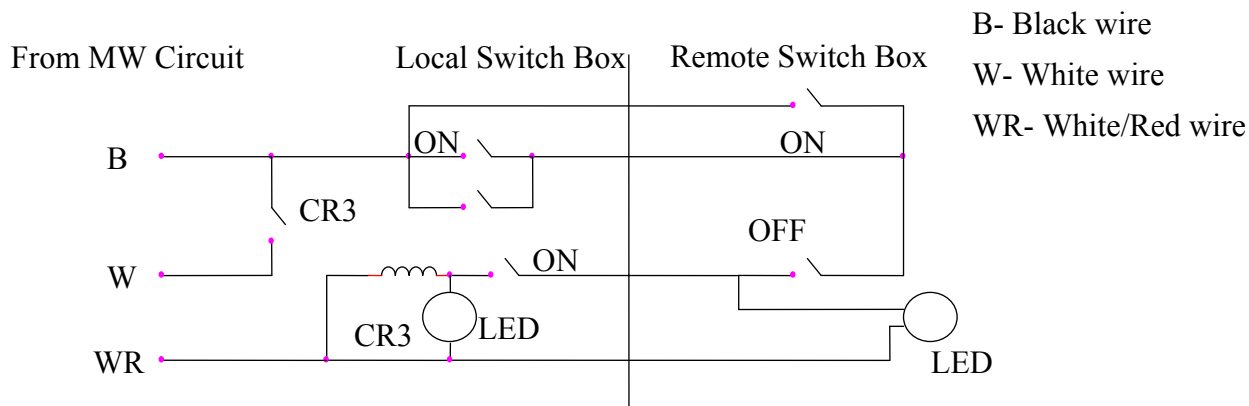 B- Black wire
From MW Circuit
Local Switch Box
Remote Switch Box
W- White wire
WR- White/Red wire
B
ON
ON
CR3
OFF
W
ON
CR3
LED
WR
LED